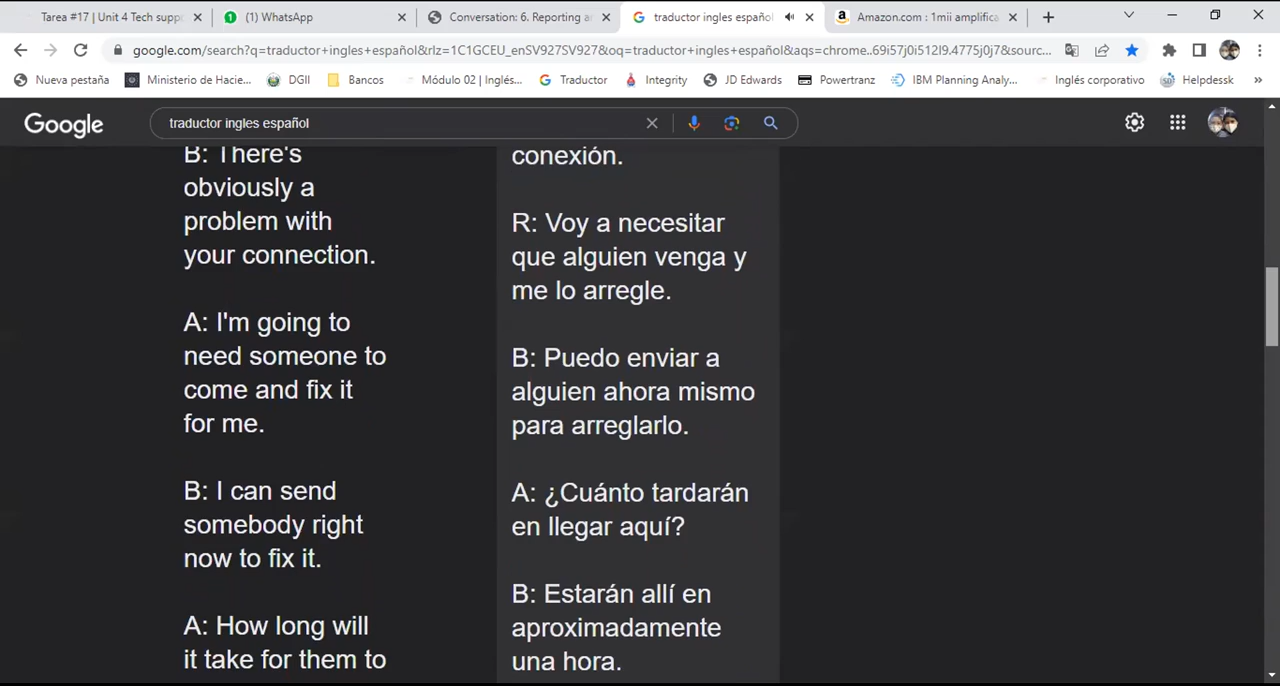 Tarea #17 | Unit 4 Tech supp
(1) WhatsApp
Conversation: 6. Reporting a
traductor ingles español
Amazon.com : 1mii amplifica
google.com/search?q=traductor+ingles+español&rlz=1C1GCEU_enSV927SV927&oq=traductor+ingles+español&aqs=chrome..69i57j0i512l9.4775j0j7&sourc...
Nueva pestaña
Ministerio de Hacie...
DGII
Bancos
Módulo 02 | Inglés...
Traductor
Integrity
JD Edwards
Powertranz
IBM Planning Analy...
Inglés corporativo
Helpdessk
»
Google
traductor ingles español
B: There's
obviously a
problem with
your connection.
A: I'm going to
need someone to
come and fix it
for me.
B: I can send
somebody right
now to fix it.
A: How long will
it take for them to
conexión.
R: Voy a necesitar
que alguien venga y
me lo arregle.
B: Puedo enviar a
alguien ahora mismo
para arreglarlo.
A: ¿Cuánto tardarán
en llegar aquí?
B: Estarán allí en
aproximadamente
una hora.